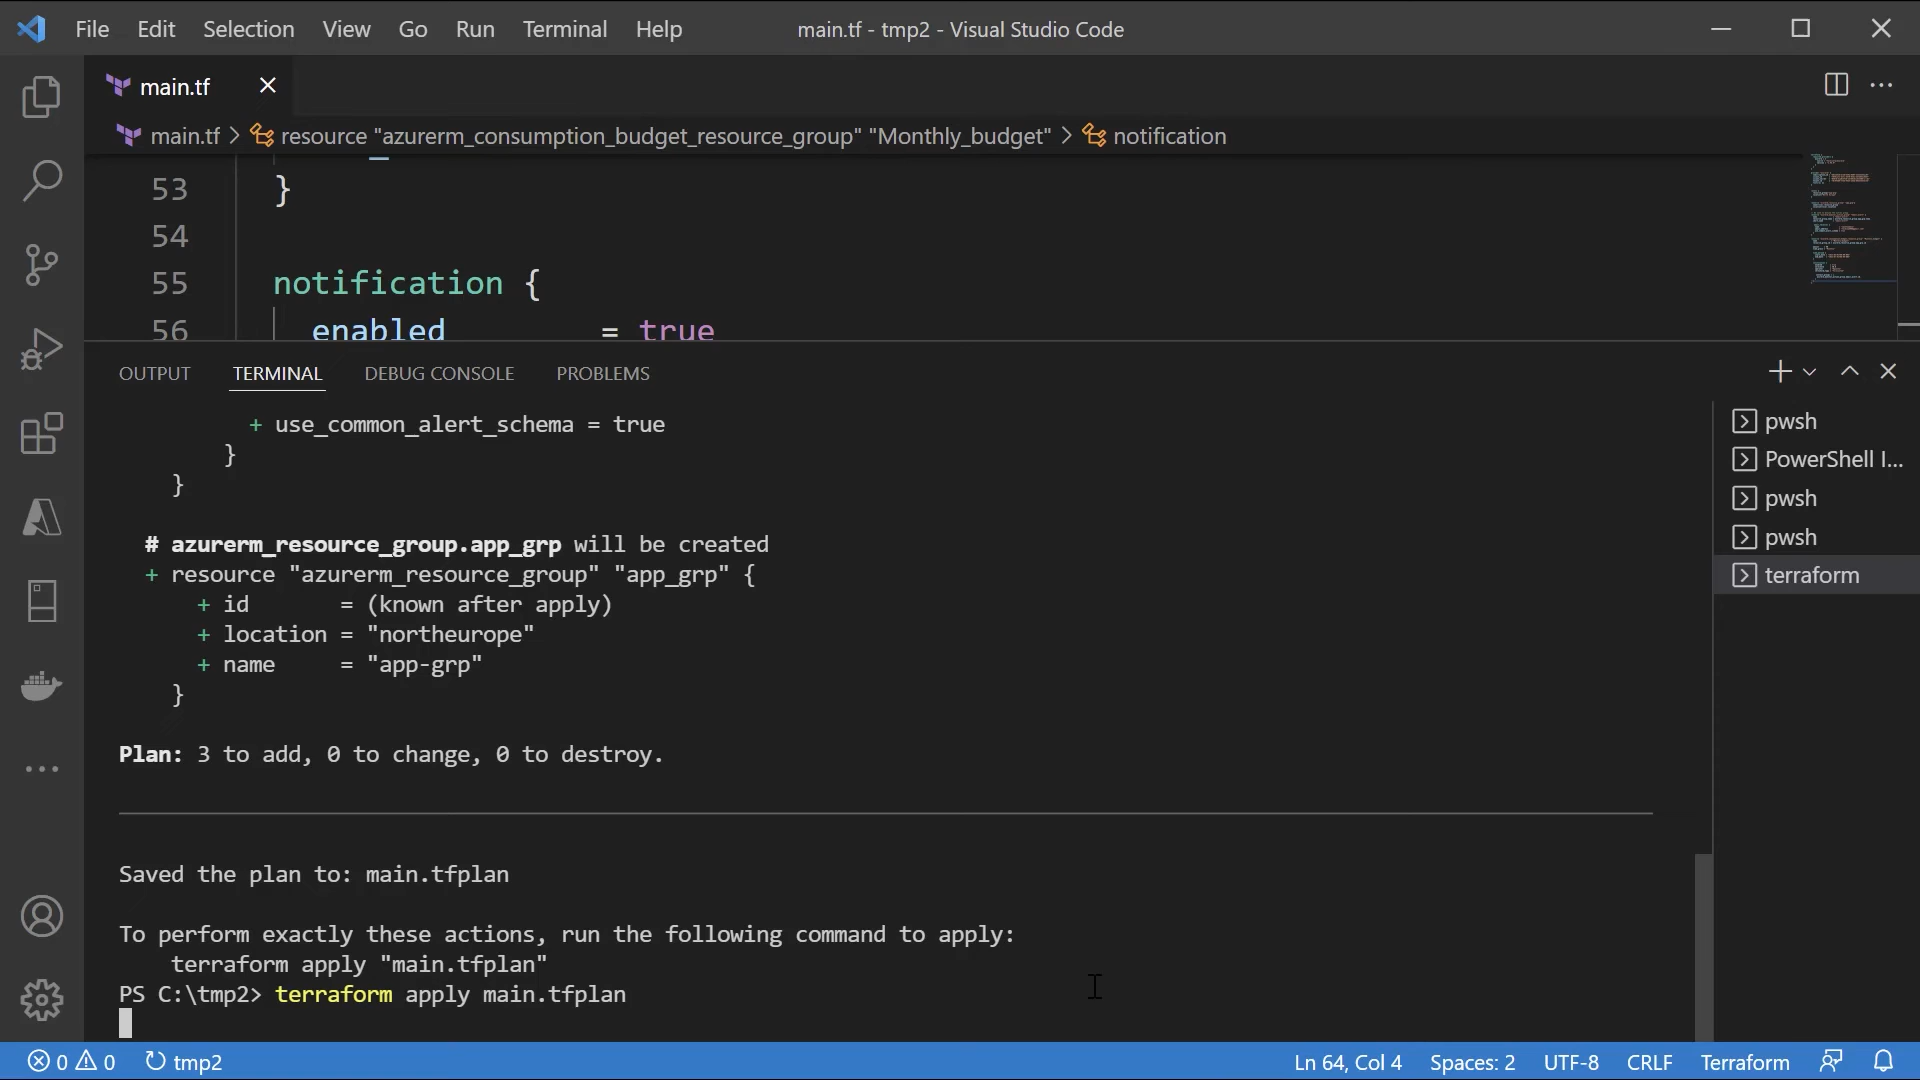 File Edit Selection View Go Run Terminal Help main.tf - tmp2 - Visual Studio Code
main.tf
main.tf > resource "azurerm_consumption_budget_resource_group" "Monthly_budget" > notification
53 }
54
55 notification {
56 enabled = true
OUTPUT TERMINAL DEBUG CONSOLE PROBLEMS
+ use_common_alert_schema = true
}
}
# azurerm_resource_group.app_grp will be created
+ resource "azurerm_resource_group" "app_grp" {
+ id = (known after apply)
+ location = "northeurope"
+ name = "app-grp"
}
Plan: 3 to add, 0 to change, 0 to destroy.
Saved the plan to: main.tfplan
To perform exactly these actions, run the following command to apply:
terraform apply "main.tfplan"
PS C:\tmp2> terraform apply main.tfplan
pwsh
PowerShell I...
pwsh
pwsh
terraform
0 0 tmp2 Ln 64, Col 4 Spaces: 2 UTF-8 CRLF Terraform